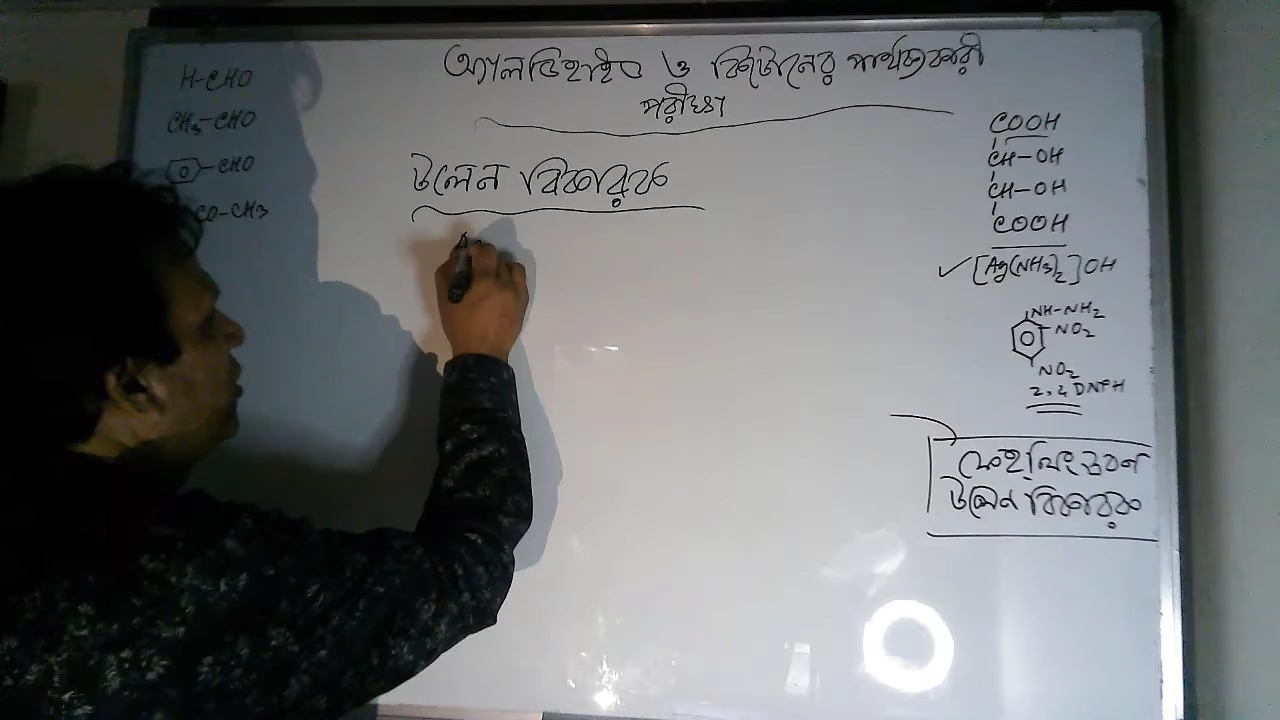 অ্যালডিহাইড ও কিটোনের পার্থক্যকারী
পরীক্ষা
H-CHO
CH₃-CHO
-CHO
CO-CH₃
টলেন বিকারক
COOH
CH-OH
CH-OH
COOH
✓ [Ag(NH₃)₂]OH
NH-NH₂
NO₂
NO₂
2,4 DNPH
ফেহলিং দ্রবণ
টলেন বিকারক